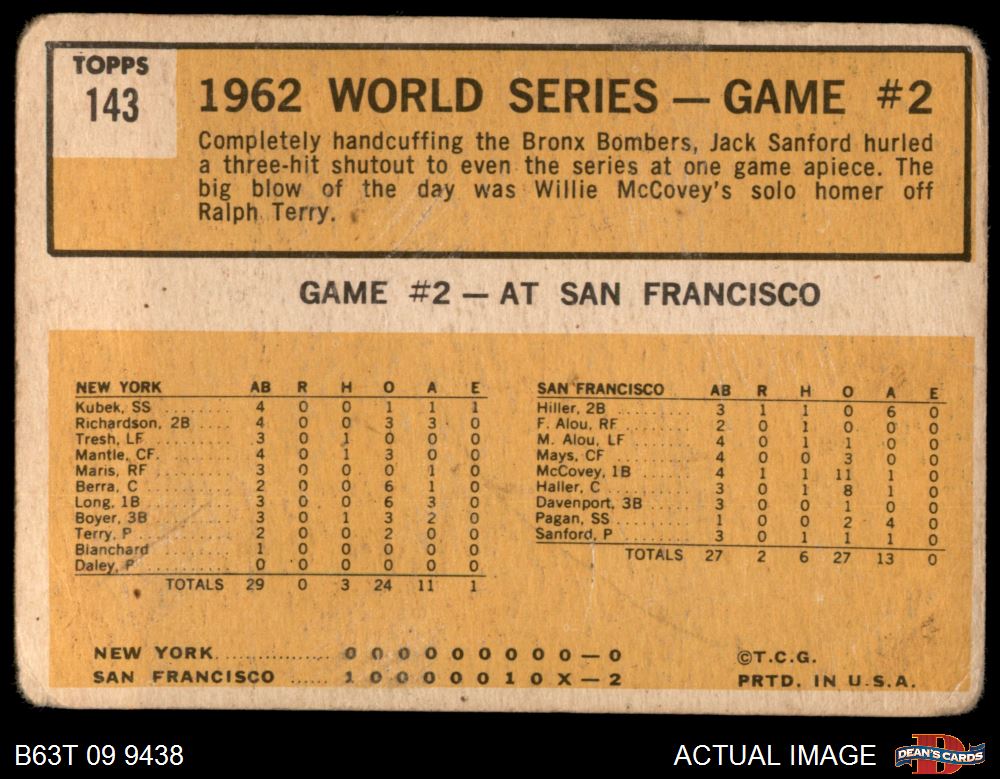 TOPPS
143
1962 WORLD SERIES — GAME #2
Completely handcuffing the Bronx Bombers, Jack Sanford hurled
a three-hit shutout to even the series at one game apiece. The
big blow of the day was Willie McCovey's solo homer off
Ralph Terry.
GAME #2 — AT SAN FRANCISCO
NEW YORK AB R H O A E
Kubek, SS ......... 4 0 0 1 1 1
Richardson, 2B .... 4 0 0 3 3 0
Tresh, LF ......... 3 0 1 0 0 0
Mantle, CF. ....... 4 0 1 3 0 0
Maris, RF ......... 3 0 0 0 1 0
Berra, C .......... 2 0 0 6 1 0
Long, 1B .......... 3 0 0 6 3 0
Boyer, 3B ......... 3 0 1 3 2 0
Terry, P .......... 2 0 0 2 0 0
Blanchard ......... 1 0 0 0 0 0
Daley, P .......... 0 0 0 0 0 0
TOTALS 29 0 3 24 11 1
SAN FRANCISCO AB R H O A E
Hiller, 2B ........ 3 1 1 0 6 0
F. Alou, RF ....... 2 0 1 0 0 0
M. Alou, LF ....... 4 0 1 1 0 0
Mays, CF .......... 4 0 0 3 0 0
McCovey, 1B ....... 4 1 1 11 1 0
Haller, C ......... 3 0 1 8 1 0
Davenport, 3B ..... 3 0 0 1 0 0
Pagan, SS ......... 1 0 0 2 4 0
Sanford, P ........ 3 0 1 1 1 0
TOTALS 27 2 6 27 13 0
NEW YORK .............. 0 0 0 0 0 0 0 0 0 — 0
SAN FRANCISCO ...... 1 0 0 0 0 0 1 0 X — 2
©T.C.G.
PRTD. IN U.S.A.
B63T 09 9438
ACTUAL IMAGE
D
DEAN'S CARDS